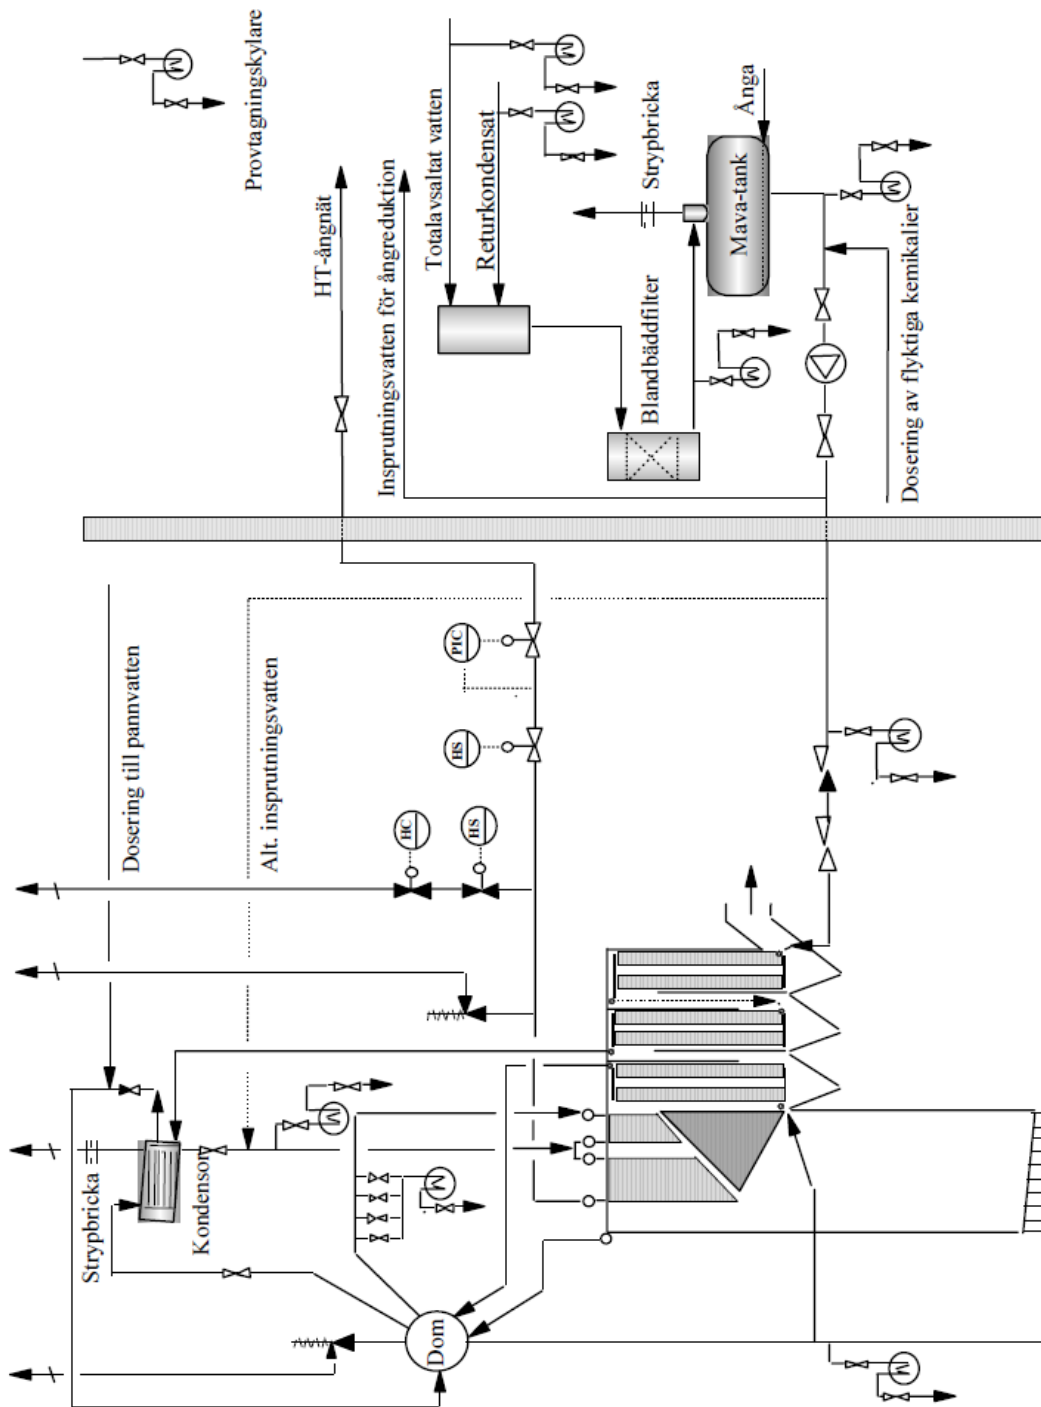 Provtagningskylare
HT-ångnät
Insprutningsvatten för ångreduktion
Totalavsaltat vatten
Returkondensat
Strypbricka
Ånga
Mava-tank
Blandbäddfilter
Dosering av flyktiga kemikalier
M
M
M
M
M
Dosering till pannvatten
Alt. insprutningsvatten
PIC
HS
HC
HS
M
Strypbricka
Kondensor
M
M
Dom
M